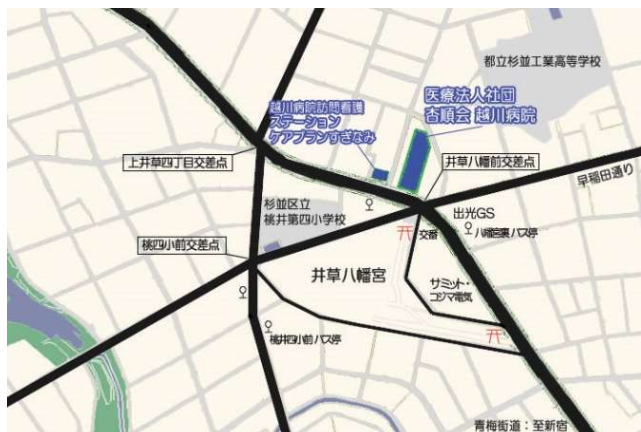 都立杉並工業高等学校
医療法人社団
杏順会 越川病院
越川病院訪問看護
ステーション
ケアプランすぎなみ
上井草四丁目交差点
井草八幡前交差点
早稲田通り
杉並区立
桃井第四小学校
出光GS
八幡宮裏バス停
交番
桃四小前交差点
井草八幡宮
サミット・
コジマ電気
桃井四小前バス停
青梅街道：至新宿